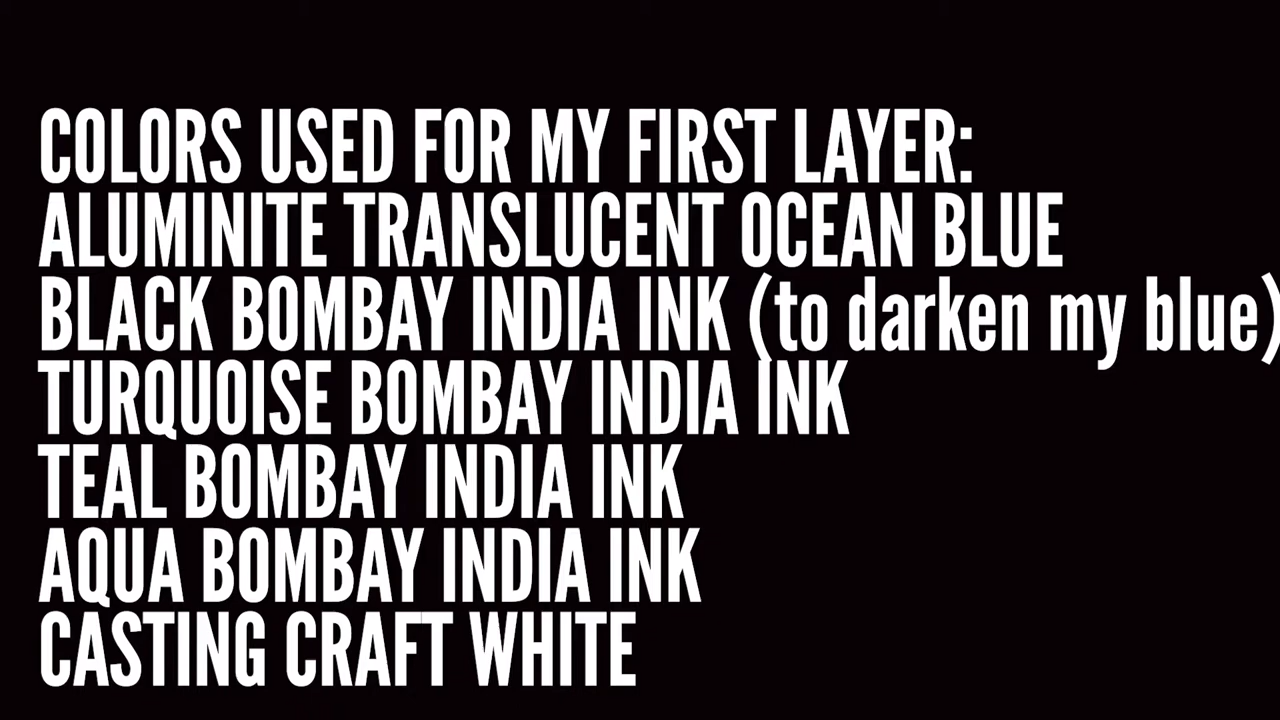 COLORS USED FOR MY FIRST LAYER:
ALUMINITE TRANSLUCENT OCEAN BLUE
BLACK BOMBAY INDIA INK (to darken my blue)
TURQUOISE BOMBAY INDIA INK
TEAL BOMBAY INDIA INK
AQUA BOMBAY INDIA INK
CASTING CRAFT WHITE